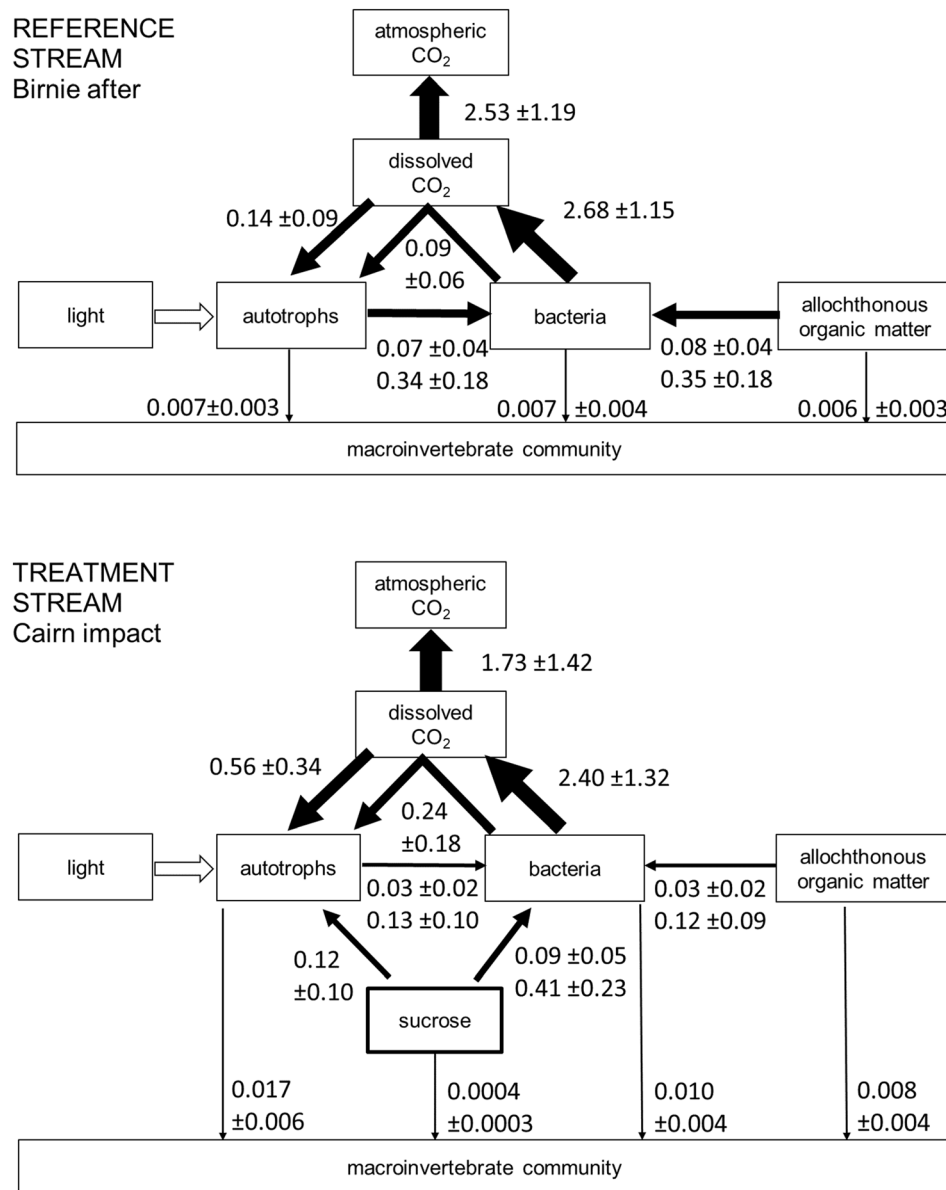 REFERENCE
STREAM
Birnie after
atmospheric
CO₂
2.53 ±1.19
dissolved
CO₂
0.14 ±0.09
2.68 ±1.15
0.09
±0.06
light
autotrophs
bacteria
allochthonous
organic matter
0.07 ±0.04
0.34 ±0.18
0.08 ±0.04
0.35 ±0.18
0.007±0.003
0.007 ±0.004
0.006 ±0.003
macroinvertebrate community
TREATMENT
STREAM
Cairn impact
atmospheric
CO₂
1.73 ±1.42
dissolved
CO₂
0.56 ±0.34
2.40 ±1.32
0.24
±0.18
light
autotrophs
bacteria
allochthonous
organic matter
0.03 ±0.02
0.13 ±0.10
0.03 ±0.02
0.12 ±0.09
0.12
±0.10
0.09 ±0.05
0.41 ±0.23
sucrose
0.017
±0.006
0.0004
±0.0003
0.010
±0.004
0.008
±0.004
macroinvertebrate community